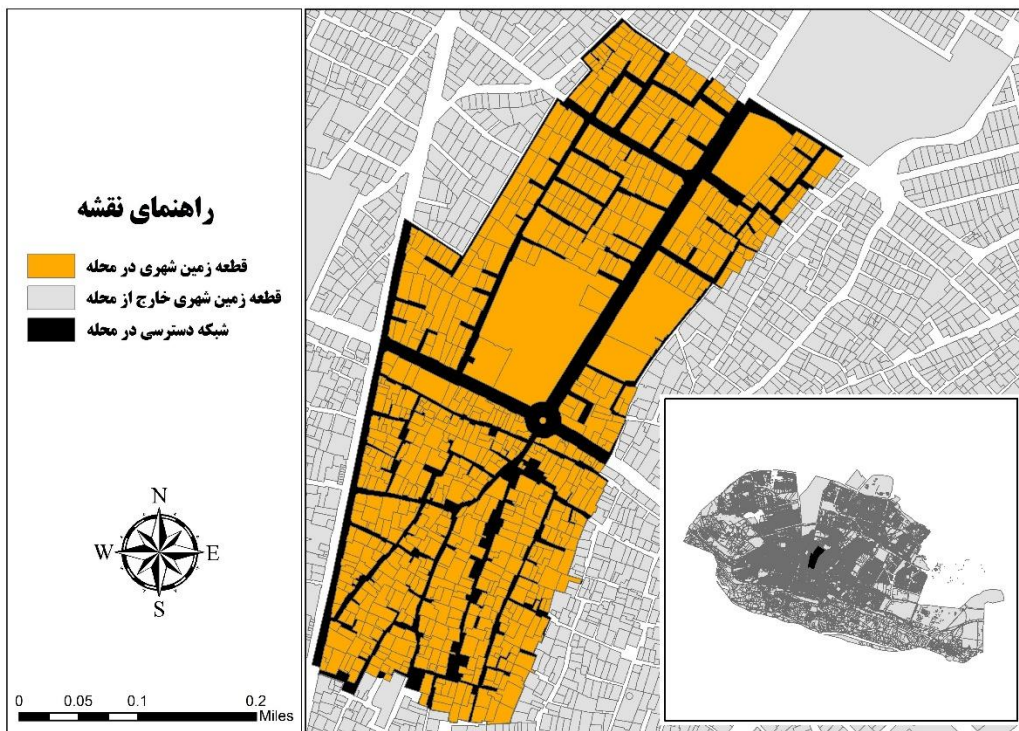 راهنمای نقشه
قطعه زمین شهری در محله
قطعه زمین شهری خارج از محله
شبکه دسترسی در محله
N
W E
S
0 0.05 0.1 0.2
Miles